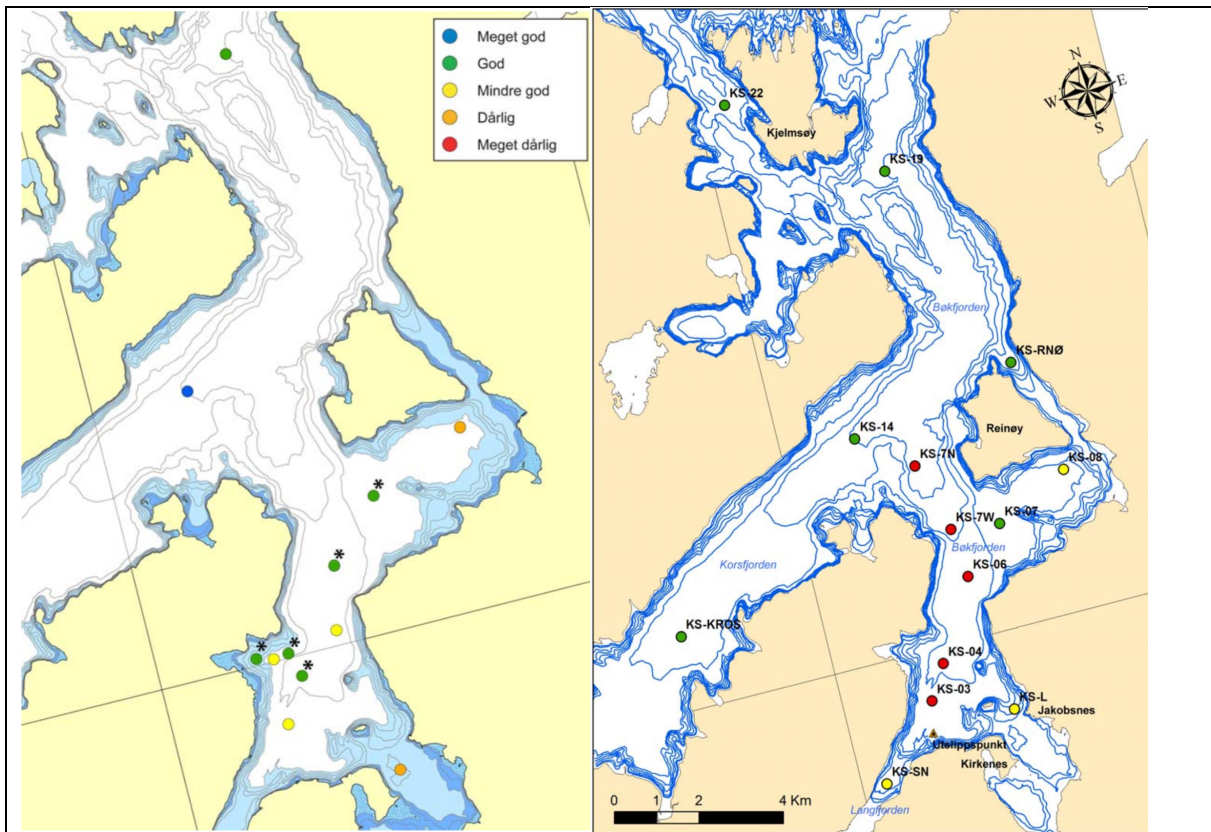 Meget god
God
Mindre god
Dårlig
Meget dårlig
*
*
*
*
*
N
W
E
S
KS-22
Kjelmsøy
KS-19
Bøkfjorden
KS-RNØ
Reinøy
KS-14
KS-7N
KS-08
KS-7W
KS-07
Bøkfjorden
Korsfjorden
KS-06
KS-KROS
KS-04
KS-03
KS-L
Jakobsnes
Utslippspunkt
Kirkenes
KS-SN
Langfjorden
0 1 2 4 Km